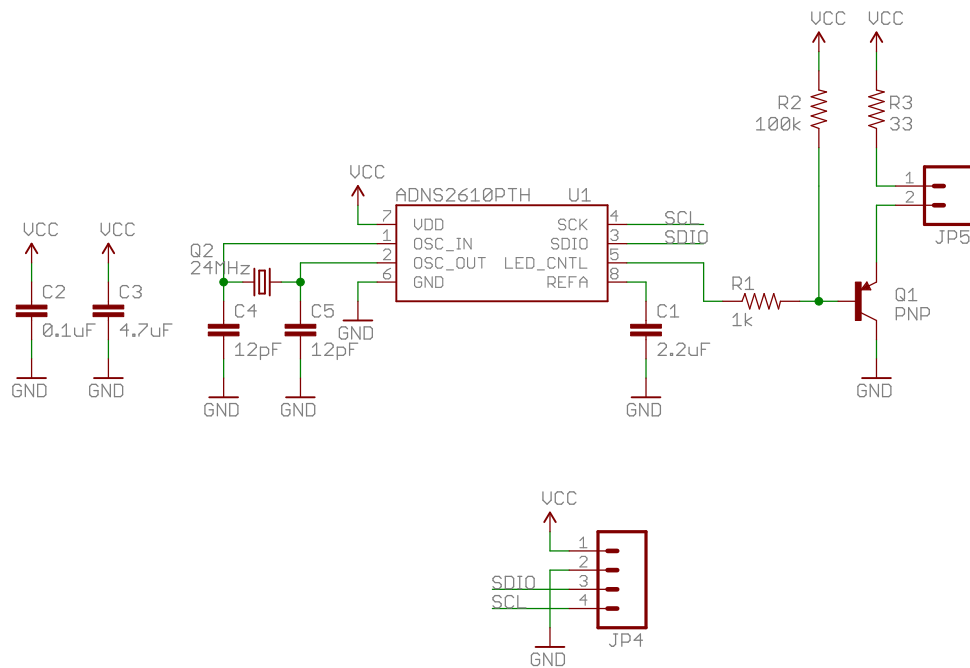 VCC VCC
R2 R3
100k 33
1
2
JP5
VCC
ADNS2610PTH U1
7 VDD SCK 4 SCL
1 OSC_IN SDIO 3 SDIO
2 OSC_OUT LED_CNTL 5
6 GND REFA 8
VCC VCC
Q2
24MHz
C2 C3
0.1uF 4.7uF
C4 C5
12pF 12pF
GND
C1
2.2uF
R1
1k
Q1
PNP
GND GND
GND GND
GND
GND
VCC
1
2
SDIO 3
SCL 4
JP4
GND